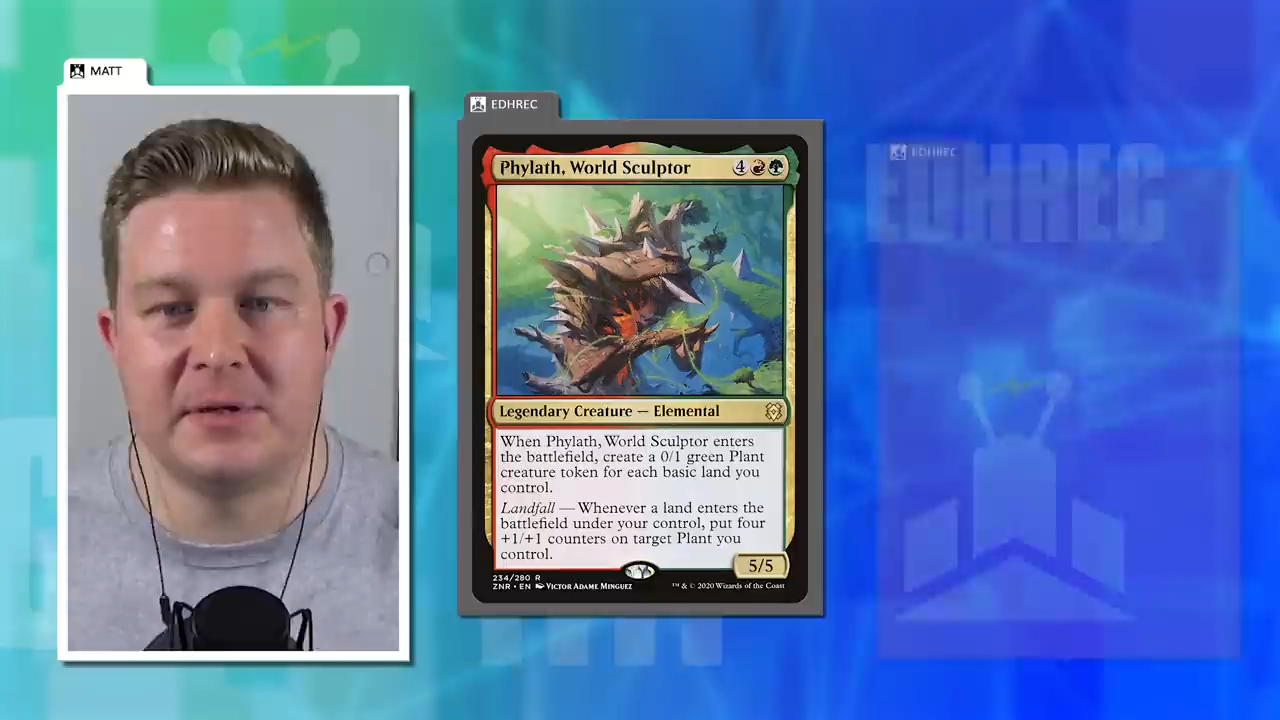 MATT
EDHREC
Phylath, World Sculptor 4
Legendary Creature — Elemental
When Phylath, World Sculptor enters
the battlefield, create a 0/1 green Plant
creature token for each basic land you
control.
Landfall — Whenever a land enters the
battlefield under your control, put four
+1/+1 counters on target Plant you
control.
5/5
234/280 R
ZNR • EN Victor Adame Minguez
™ & © 2020 Wizards of the Coast
EDHREC
EDHREC